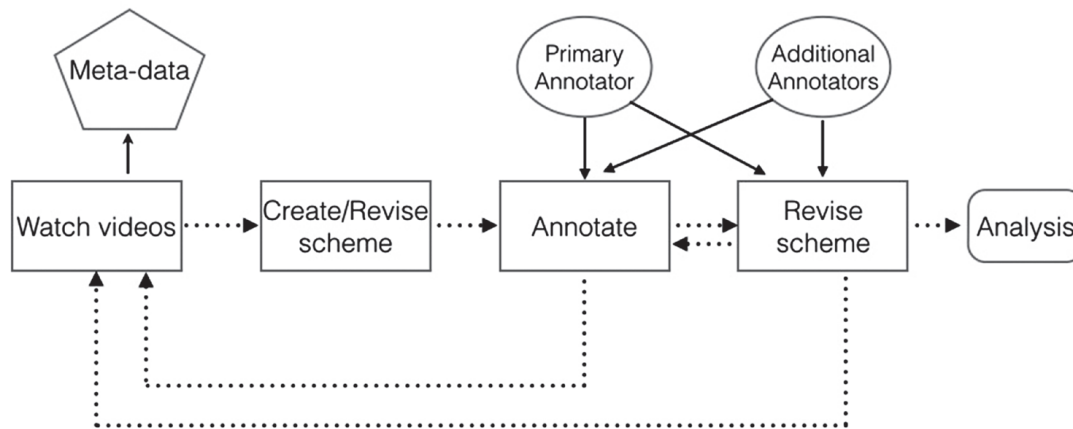 Meta-data
Primary
Annotator
Additional
Annotators
Watch videos
Create/Revise
scheme
Annotate
Revise
scheme
Analysis